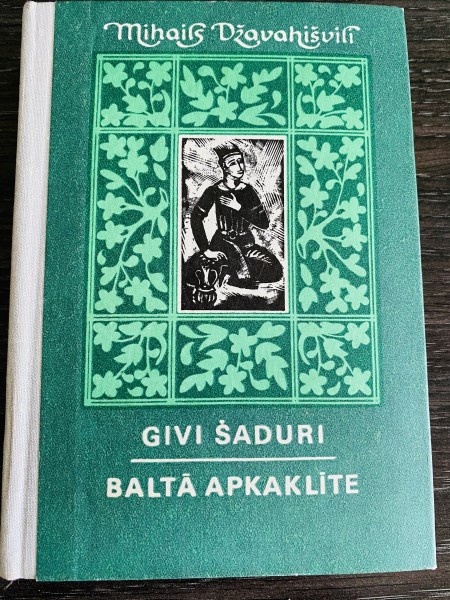 Mihails Džavahišvili
GIVI ŠADURI
BALTĀ APKAKLĪTE